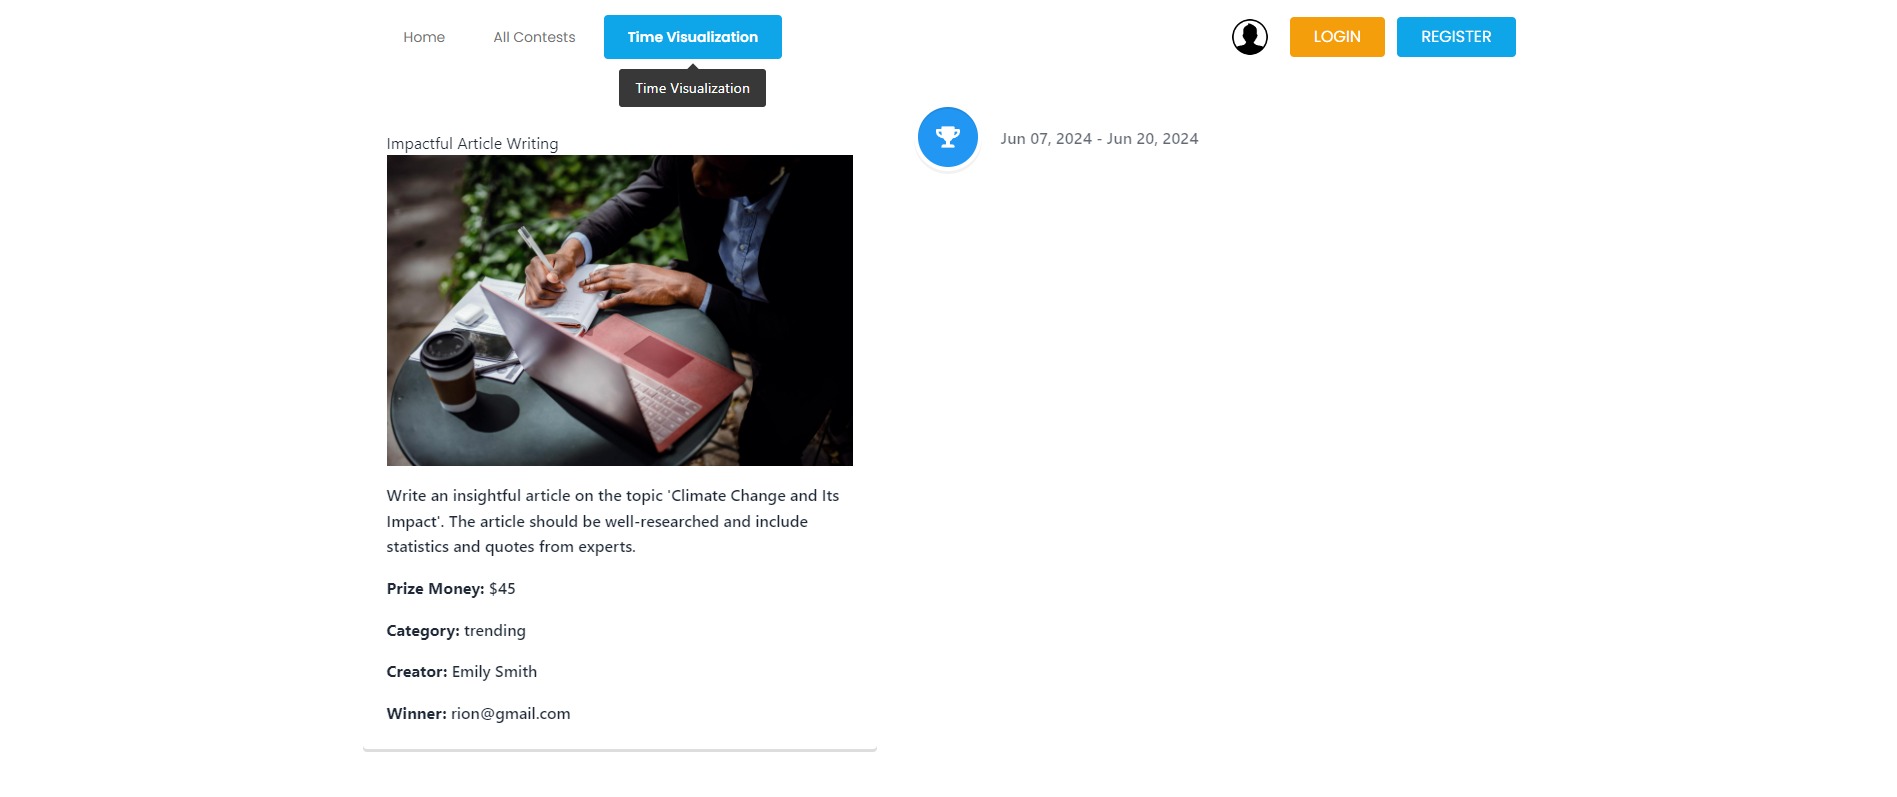 Home
All Contests
Time Visualization
LOGIN
REGISTER
Time Visualization
Impactful Article Writing
Jun 07, 2024 - Jun 20, 2024
Write an insightful article on the topic 'Climate Change and Its
Impact'. The article should be well-researched and include
statistics and quotes from experts.
Prize Money: $45
Category: trending
Creator: Emily Smith
Winner: rion@gmail.com